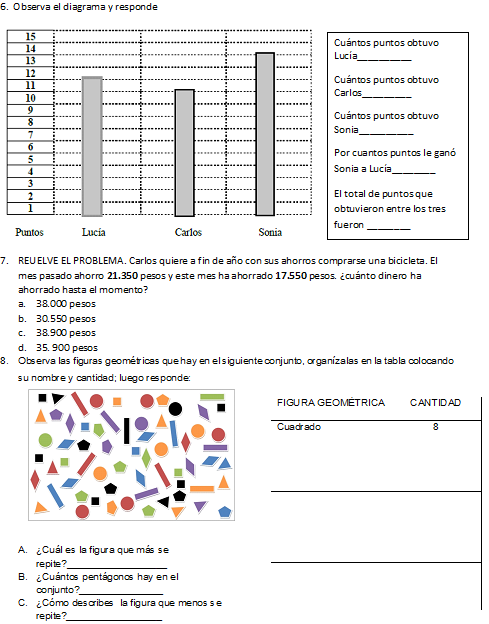 6. Observa el diagrama y responde
15
14
13
12
11
10
9
8
7
6
5
4
3
2
1
Puntos Lucía Carlos Sonia
Cuántos puntos obtuvo
Lucía__________
Cuántos puntos obtuvo
Carlos_________
Cuántos puntos obtuvo
Sonia__________
Por cuantos puntos le ganó
Sonia a Lucía________
El total de puntos que
obtuvieron entre los tres
fueron ________
7. REUELVE EL PROBLEMA. Carlos quiere a fin de año con sus ahorros comprarse una bicicleta. El
mes pasado ahorro 21.350 pesos y este mes ha ahorrado 17.550 pesos. ¿cuánto dinero ha
ahorrado hasta el momento?
a. 38.000 pesos
b. 30.550 pesos
c. 38.900 pesos
d. 35. 900 pesos
8. Observa las figuras geométricas que hay en el siguiente conjunto, organízalas en la tabla colocando
su nombre y cantidad; luego responde:
FIGURA GEOMÉTRICA CANTIDAD
Cuadrado 8
A. ¿Cuál es la figura que más se
repite?__________________
B. ¿Cuántos pentágonos hay en el
conjunto?_______________
C. ¿Cómo describes la figura que menos se
repite?_________________